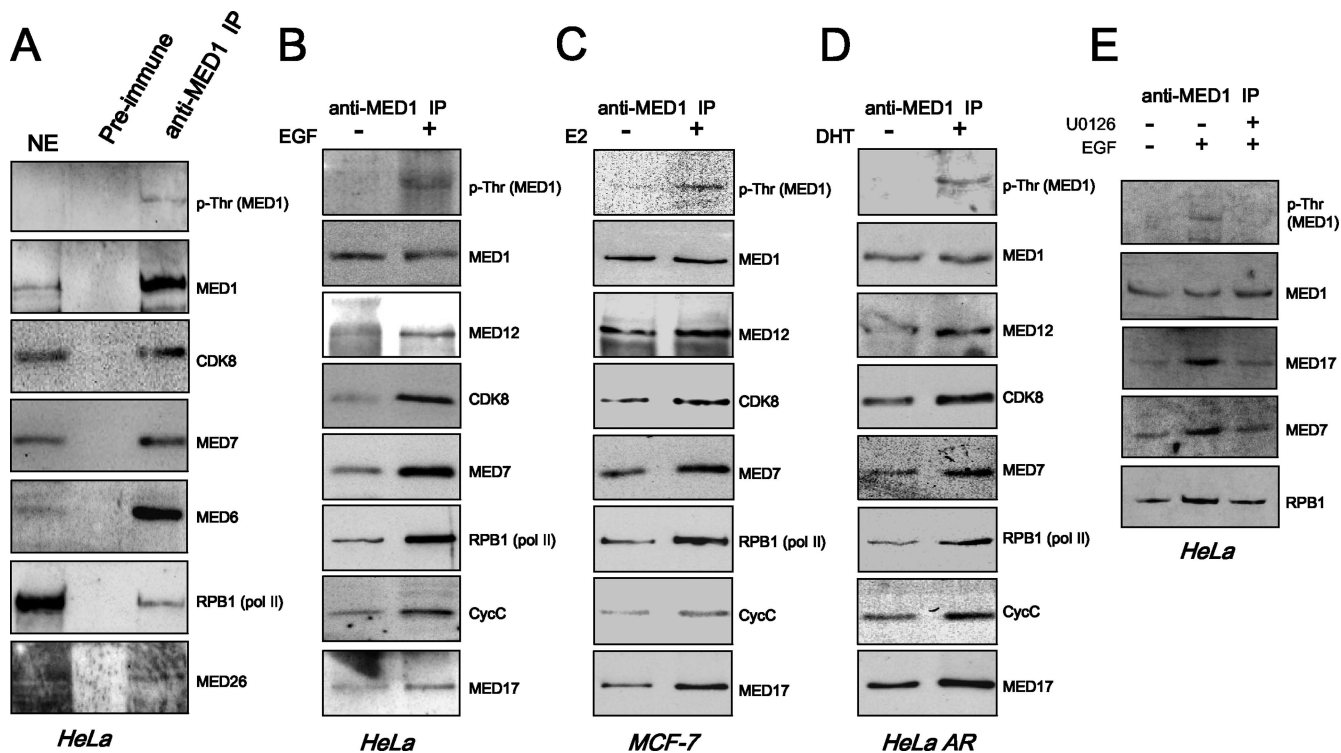 A
NE
Pre-immune
anti-MED1 IP
p-Thr (MED1)
MED1
CDK8
MED7
MED6
RPB1 (pol II)
MED26
HeLa
B
anti-MED1 IP
EGF - +
p-Thr (MED1)
MED1
MED12
CDK8
MED7
RPB1 (pol II)
CycC
MED17
HeLa
C
anti-MED1 IP
E2 - +
p-Thr (MED1)
MED1
MED12
CDK8
MED7
RPB1 (pol II)
CycC
MED17
MCF-7
D
anti-MED1 IP
DHT - +
p-Thr (MED1)
MED1
MED12
CDK8
MED7
RPB1 (pol II)
CycC
MED17
HeLa AR
E
anti-MED1 IP
U0126 - - +
EGF - + +
p-Thr
(MED1)
MED1
MED17
MED7
RPB1
HeLa